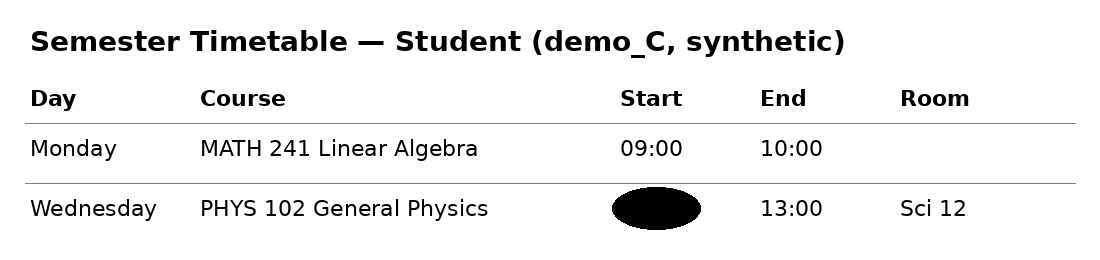 Semester Timetable — Student (demo_C, synthetic)
Day Course Start End Room
Monday MATH 241 Linear Algebra 09:00 10:00
Wednesday PHYS 102 General Physics 13:00 Sci 12